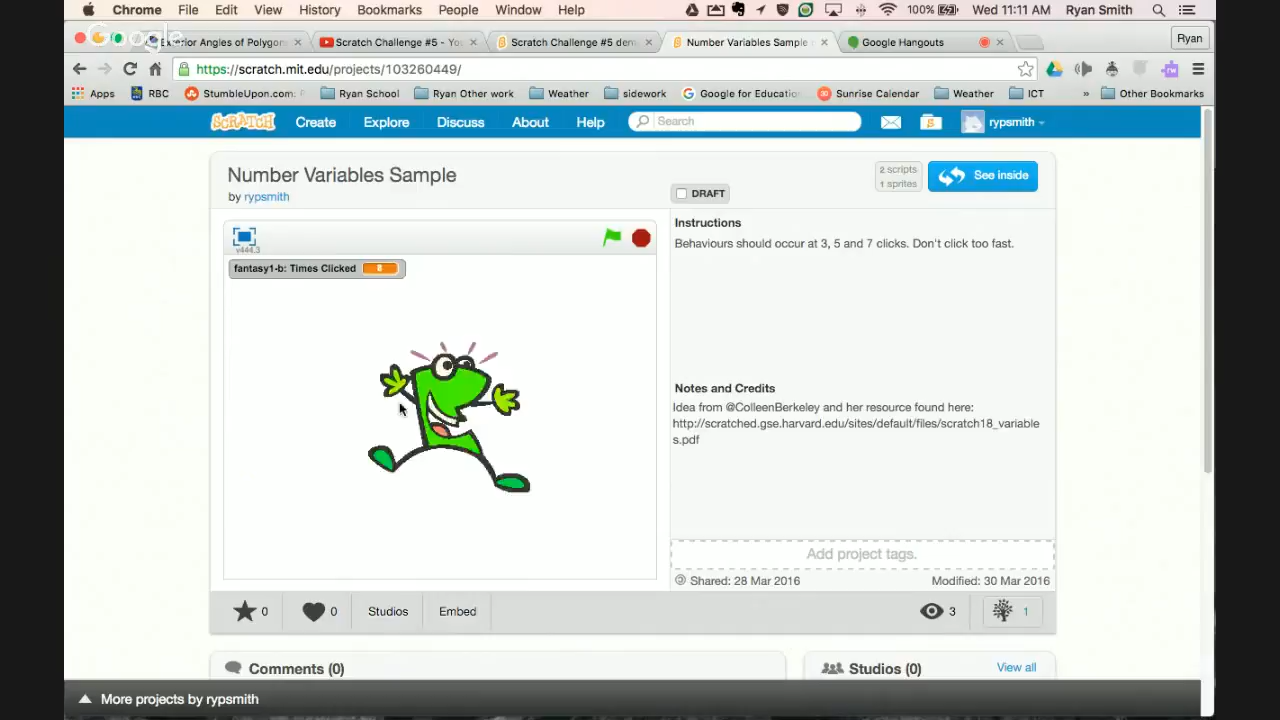 Chrome File Edit View History Bookmarks People Window Help 100% Wed 11:11 AM Ryan Smith
Google
Exterior Angles of Polygons Scratch Challenge #5 - Yo Scratch Challenge #5 dem Number Variables Sample Google Hangouts Ryan
https://scratch.mit.edu/projects/103260449/
Apps RBC StumbleUpon.com: Ryan School Ryan Other work Weather sidework Google for Educatio Sunrise Calendar Weather ICT » Other Bookmarks
SCRATCH Create Explore Discuss About Help Search rypsmith
Number Variables Sample
by rypsmith
2 scripts
1 sprites
See inside
DRAFT
v444.3
fantasy1-b: Times Clicked 8
Instructions
Behaviours should occur at 3, 5 and 7 clicks. Don't click too fast.
Notes and Credits
Idea from @ColleenBerkeley and her resource found here:
http://scratched.gse.harvard.edu/sites/default/files/scratch18_variable
s.pdf
Add project tags.
Shared: 28 Mar 2016 Modified: 30 Mar 2016
0 0 Studios Embed 3 1
Comments (0) Studios (0) View all
More projects by rypsmith